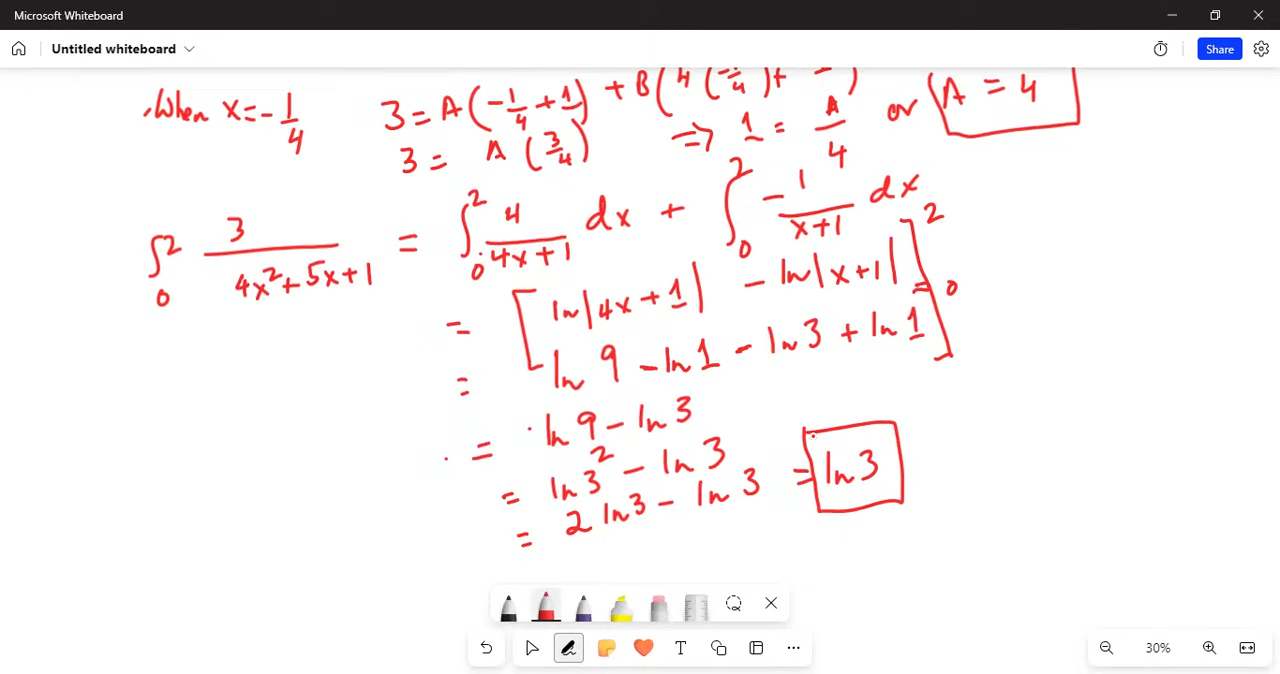 Microsoft Whiteboard
Untitled whiteboard
Share
When x = -1/4 3 = A(-1/4 + 1) + B(4(-1/4) +
3 = A(3/4) => 1 = A/4 or A = 4
∫₀² 3/(4x²+5x+1) = ∫₀² 4/(4x+1) dx + ∫₀² -1/(x+1) dx
= [ln|4x+1| - ln|x+1|]₀² =
= ln 9 - ln 1 - ln 3 + ln 1
= ln 9 - ln 3
= ln 3² - ln 3
= 2 ln 3 - ln 3 = ln 3
T
30%